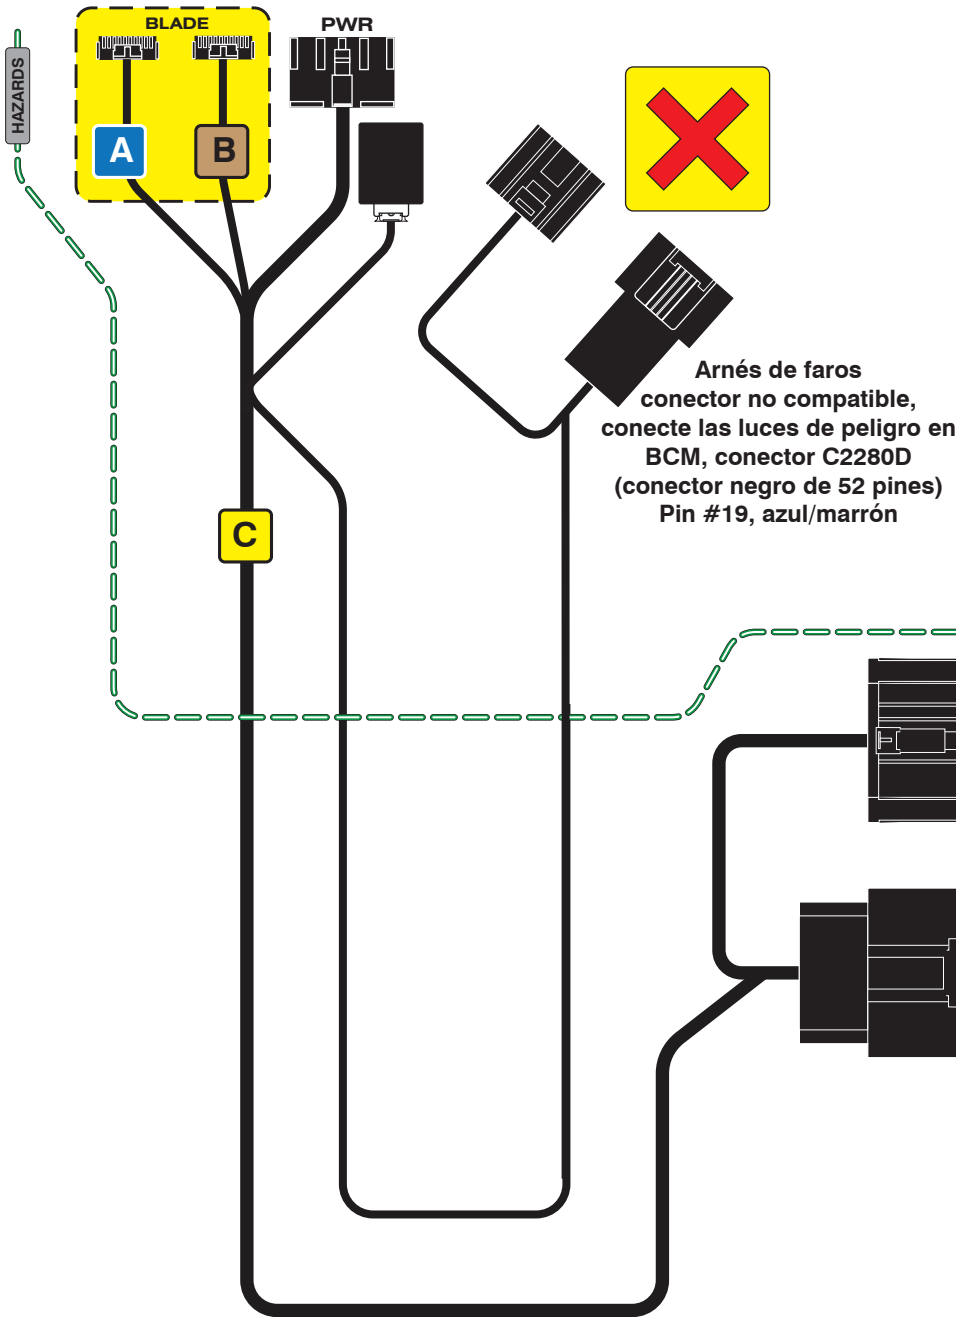 BLADE
PWR
HAZARDS
A
B
Arnés de faros
conector no compatible,
conecte las luces de peligro en
BCM, conector C2280D
(conector negro de 52 pines)
Pin #19, azul/marrón
C